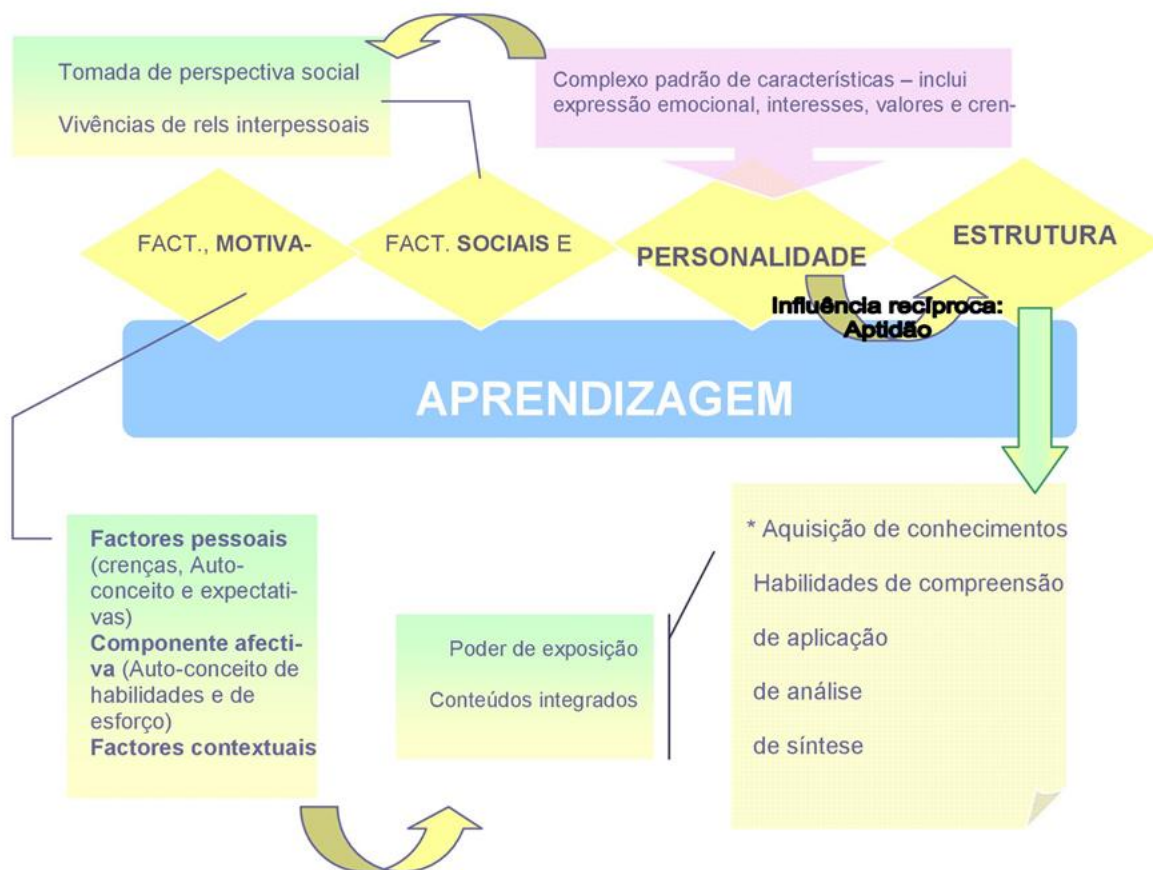 Tomada de perspectiva social
Vivências de rels interpessoais
Complexo padrão de características – inclui
expressão emocional, interesses, valores e cren-
FACT., MOTIVA-
FACT. SOCIAIS E
PERSONALIDADE
ESTRUTURA
Influência recíproca:
Aptidão
APRENDIZAGEM
Factores pessoais
(crenças, Auto-
conceito e expectati-
vas)
Componente afecti-
va (Auto-conceito de
habilidades e de
esforço)
Factores contextuais
Poder de exposição
Conteúdos integrados
* Aquisição de conhecimentos
Habilidades de compreensão
de aplicação
de análise
de síntese